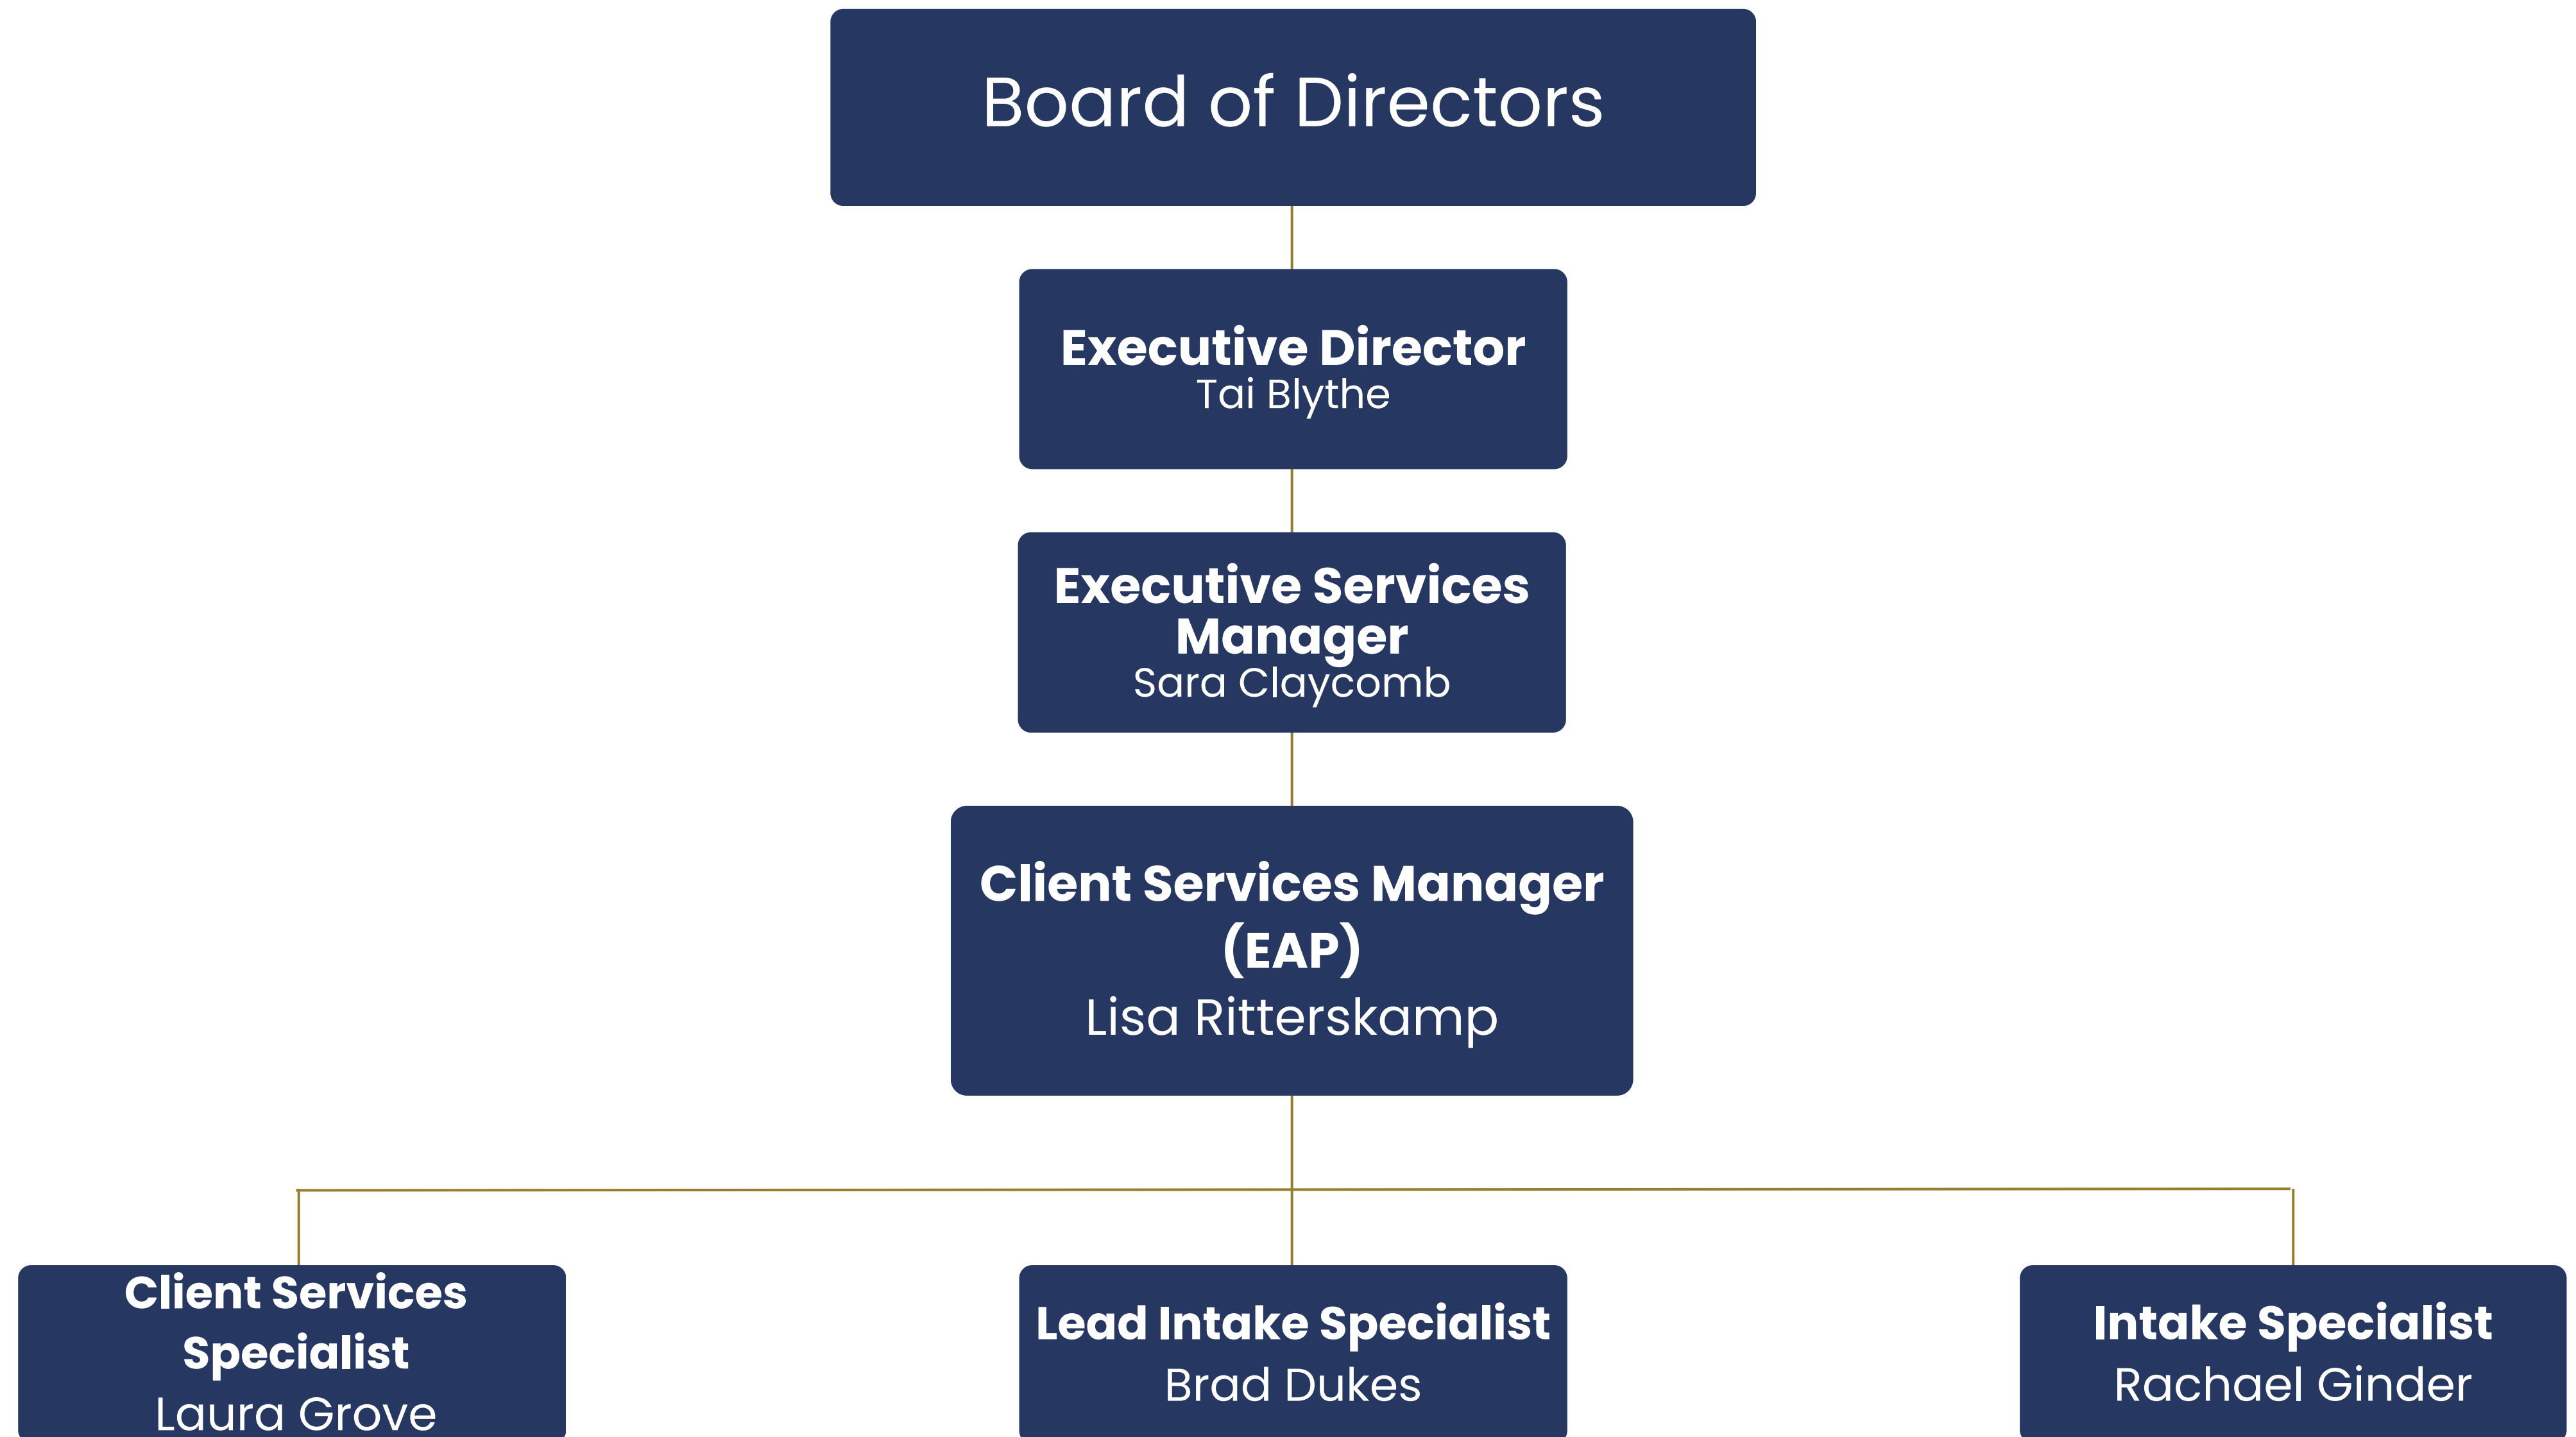 Board of Directors
Executive Director
Tai Blythe
Executive Services
Manager
Sara Claycomb
Client Services Manager
(EAP)
Lisa Ritterskamp
Client Services
Specialist
Laura Grove
Lead Intake Specialist
Brad Dukes
Intake Specialist
Rachael Ginder